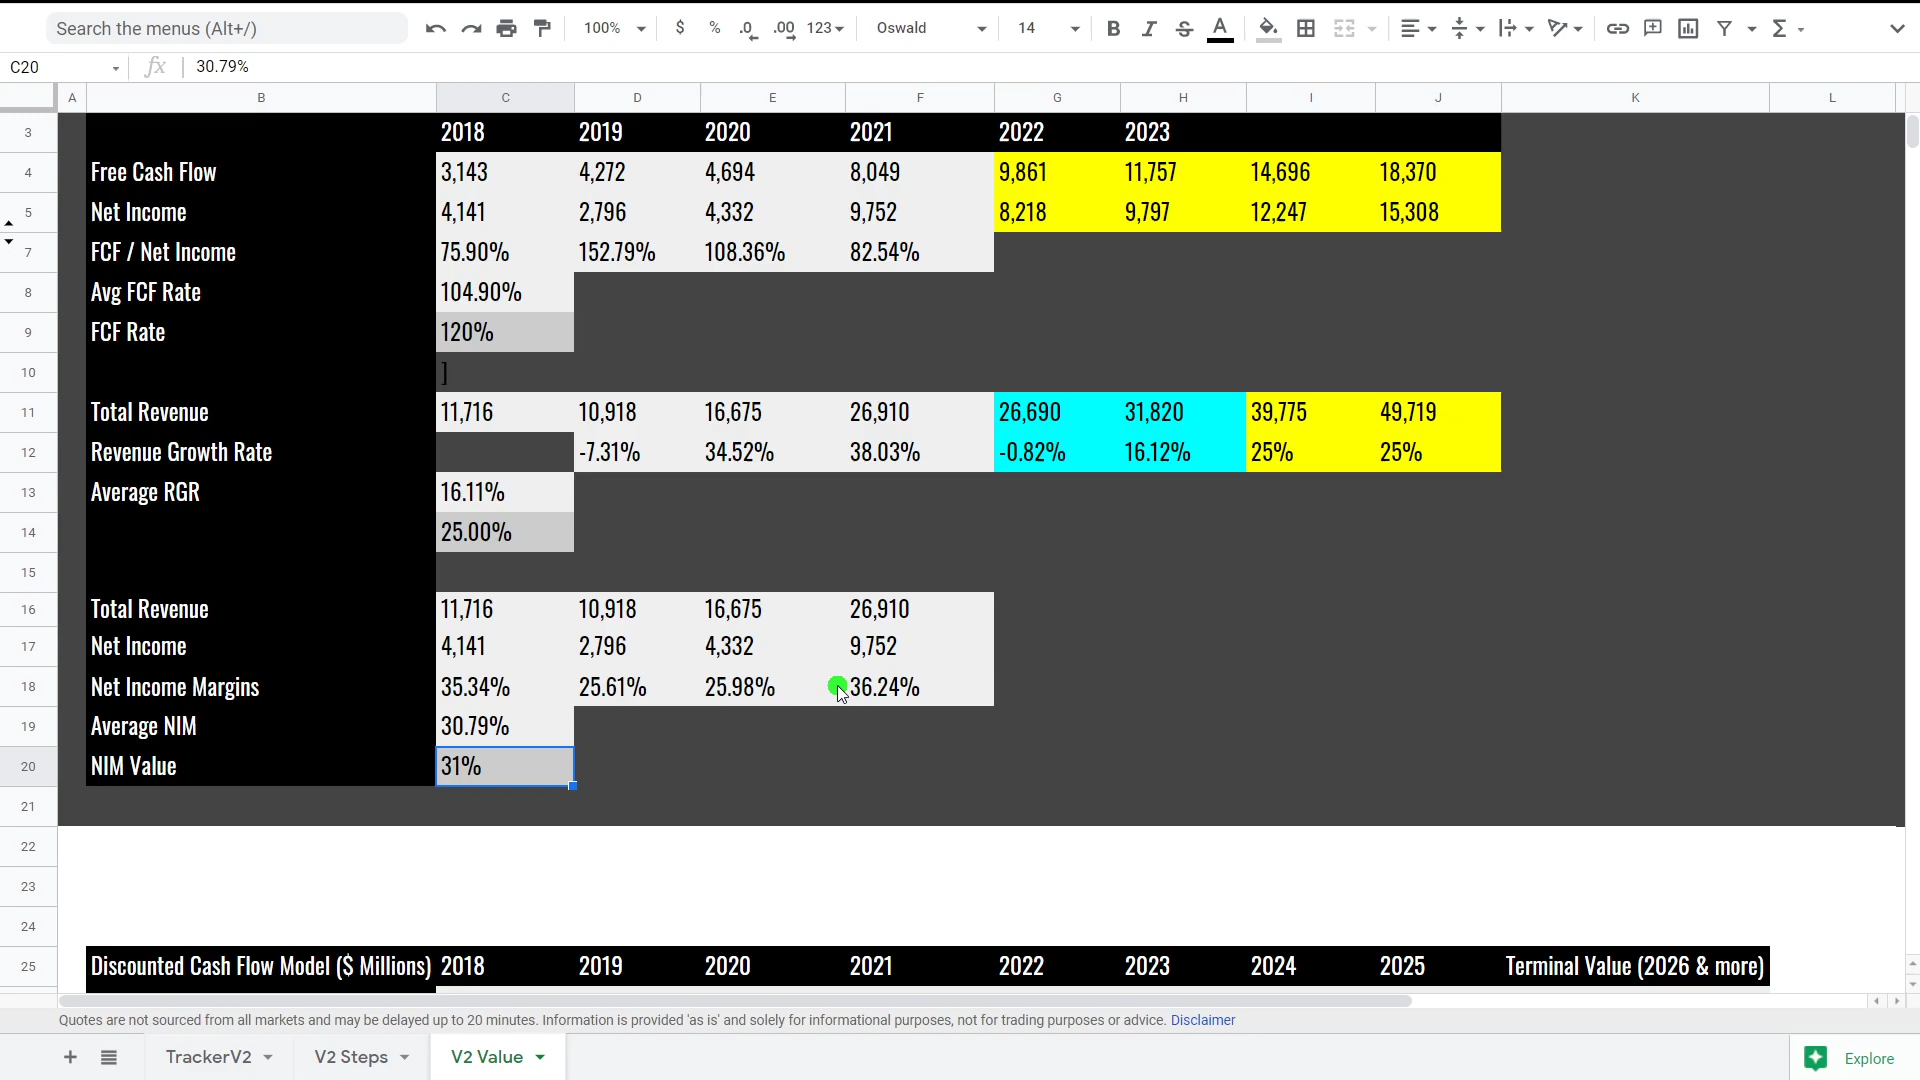 Search the menus (Alt+/) 100% $ % .0 .00 123 Oswald 14 B I S A Σ
C20 fx 30.79%
A B C D E F G H I J K L
3 2018 2019 2020 2021 2022 2023
4 Free Cash Flow 3,143 4,272 4,694 8,049 9,861 11,757 14,696 18,370
5 Net Income 4,141 2,796 4,332 9,752 8,218 9,797 12,247 15,308
7 FCF / Net Income 75.90% 152.79% 108.36% 82.54%
8 Avg FCF Rate 104.90%
9 FCF Rate 120%
10 ]
11 Total Revenue 11,716 10,918 16,675 26,910 26,690 31,820 39,775 49,719
12 Revenue Growth Rate -7.31% 34.52% 38.03% -0.82% 16.12% 25% 25%
13 Average RGR 16.11%
14 25.00%
15
16 Total Revenue 11,716 10,918 16,675 26,910
17 Net Income 4,141 2,796 4,332 9,752
18 Net Income Margins 35.34% 25.61% 25.98% 36.24%
19 Average NIM 30.79%
20 NIM Value 31%
21
22
23
24
25 Discounted Cash Flow Model ($ Millions) 2018 2019 2020 2021 2022 2023 2024 2025 Terminal Value (2026 & more)
Quotes are not sourced from all markets and may be delayed up to 20 minutes. Information is provided 'as is' and solely for informational purposes, not for trading purposes or advice. Disclaimer
+ TrackerV2 V2 Steps V2 Value Explore